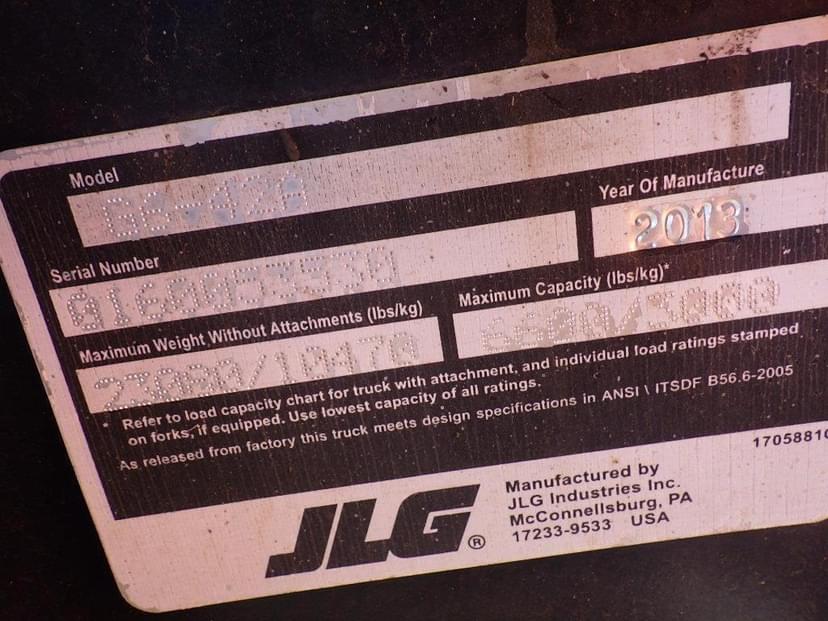 Model
G6-42A
Year Of Manufacture
2013
Serial Number
Maximum Capacity (lbs/kg)*
6600/3000
Maximum Weight Without Attachments (lbs/kg)
23080/10470
* Refer to load capacity chart for truck with attachment, and individual load ratings stamped
on forks, if equipped. Use lowest capacity of all ratings.
As released from factory this truck meets design specifications in ANSI \ ITSDF B56.6-2005
JLG®
Manufactured by
JLG Industries Inc.
McConnellsburg, PA
17233-9533 USA